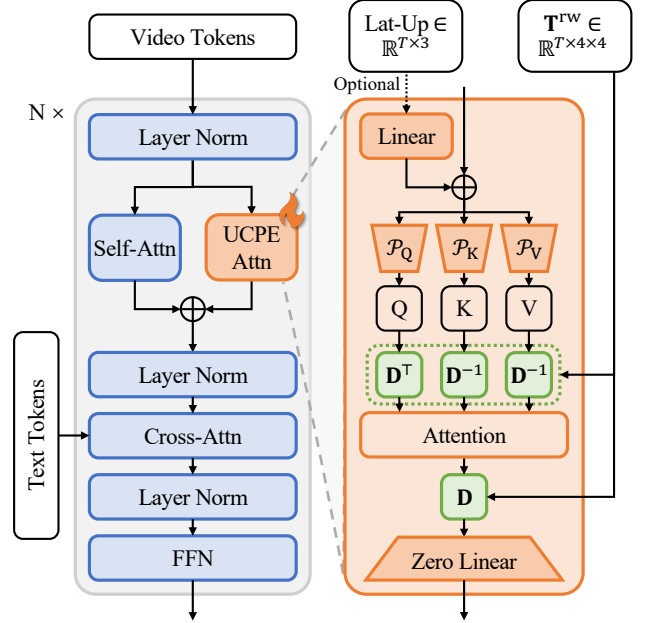 Video Tokens
N ×
Layer Norm
Self-Attn
UCPE
Attn
Layer Norm
Text Tokens
Cross-Attn
Layer Norm
FFN
Lat-Up ∈
ℝ^{T×3}
T^{rw} ∈
ℝ^{T×4×4}
Optional
Linear
𝒫_Q 𝒫_K 𝒫_V
Q K V
D^⊤ D^{-1} D^{-1}
Attention
D
Zero Linear